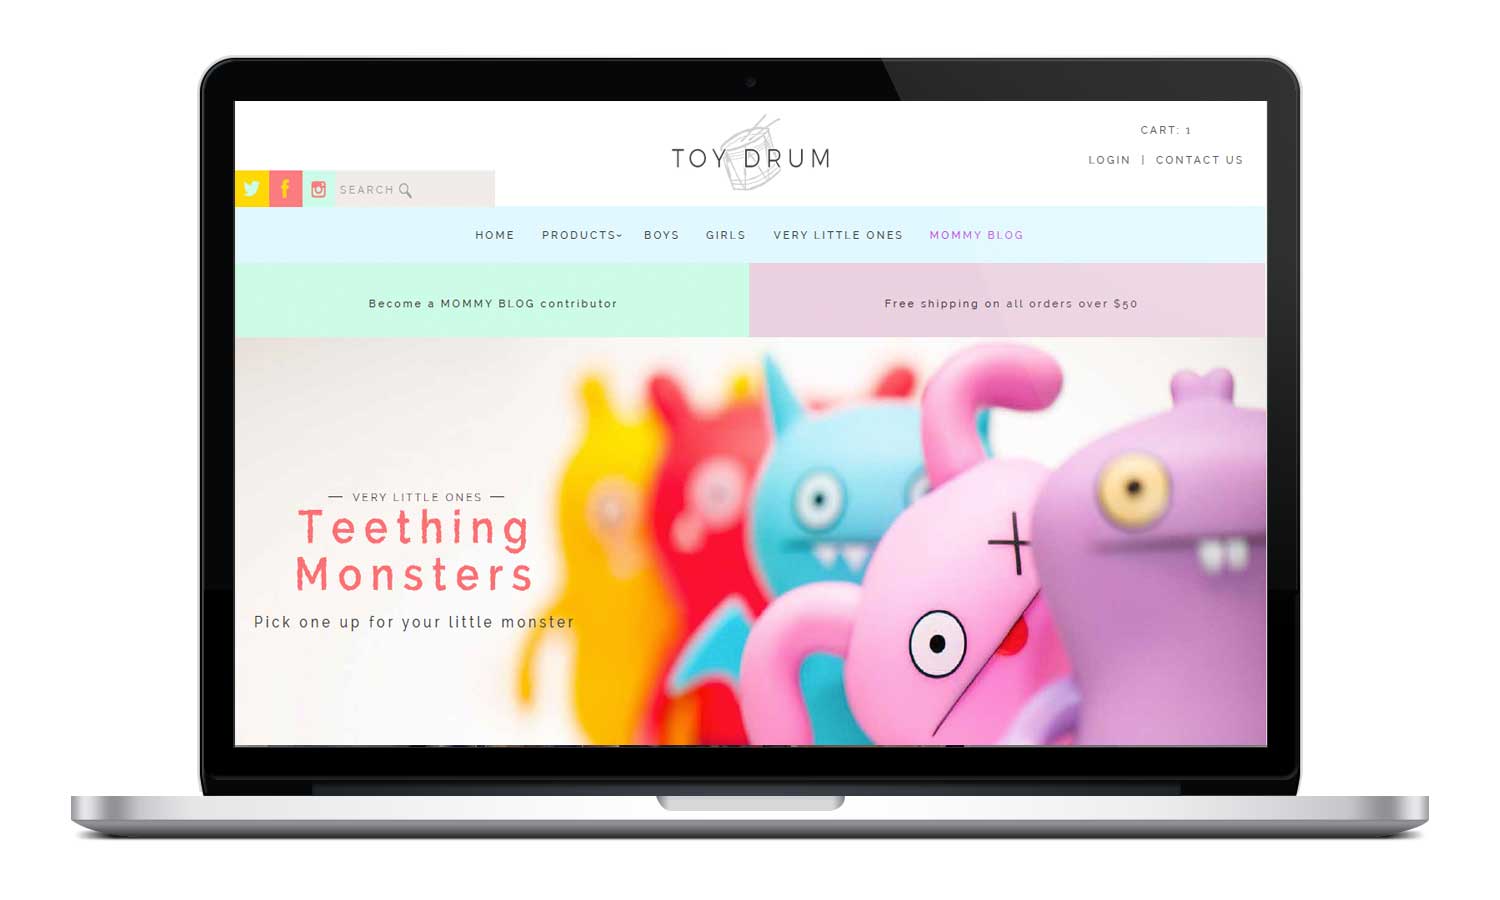 CART: 1
TOY DRUM
LOGIN | CONTACT US
SEARCH
HOME PRODUCTS BOYS GIRLS VERY LITTLE ONES MOMMY BLOG
Become a MOMMY BLOG contributor
Free shipping on all orders over $50
— VERY LITTLE ONES —
Teething
Monsters
Pick one up for your little monster